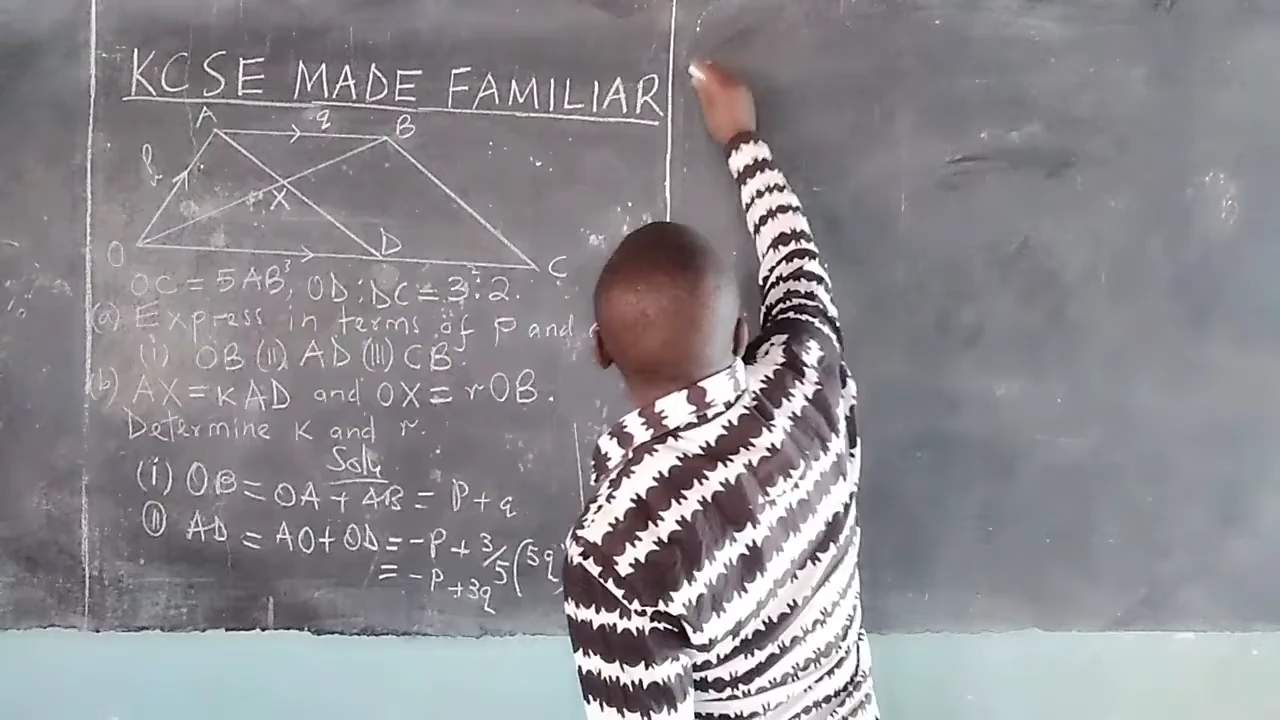 KCSE MADE FAMILIAR
A q B
P
X
O D C
OC = 5AB, OD:DC = 3:2.
(a) Express in terms of P and
(i) OB (ii) AD (iii) CB.
(b) AX = KAD and OX = rOB.
Determine K and r.
Soln
(i) OB = OA + AB = P + q
(ii) AD = AO + OD = -P + 3/5 (5q
= -P + 3q